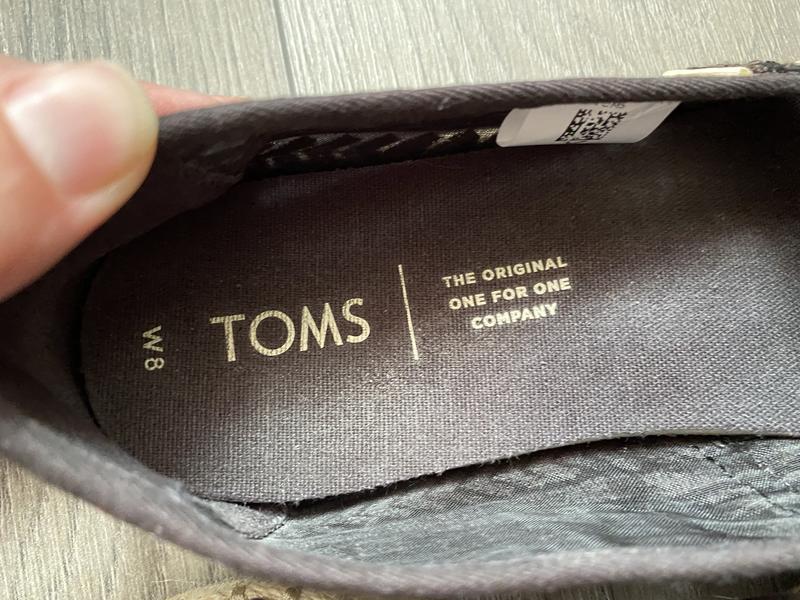 W8
TOMS
THE ORIGINAL
ONE FOR ONE
COMPANY